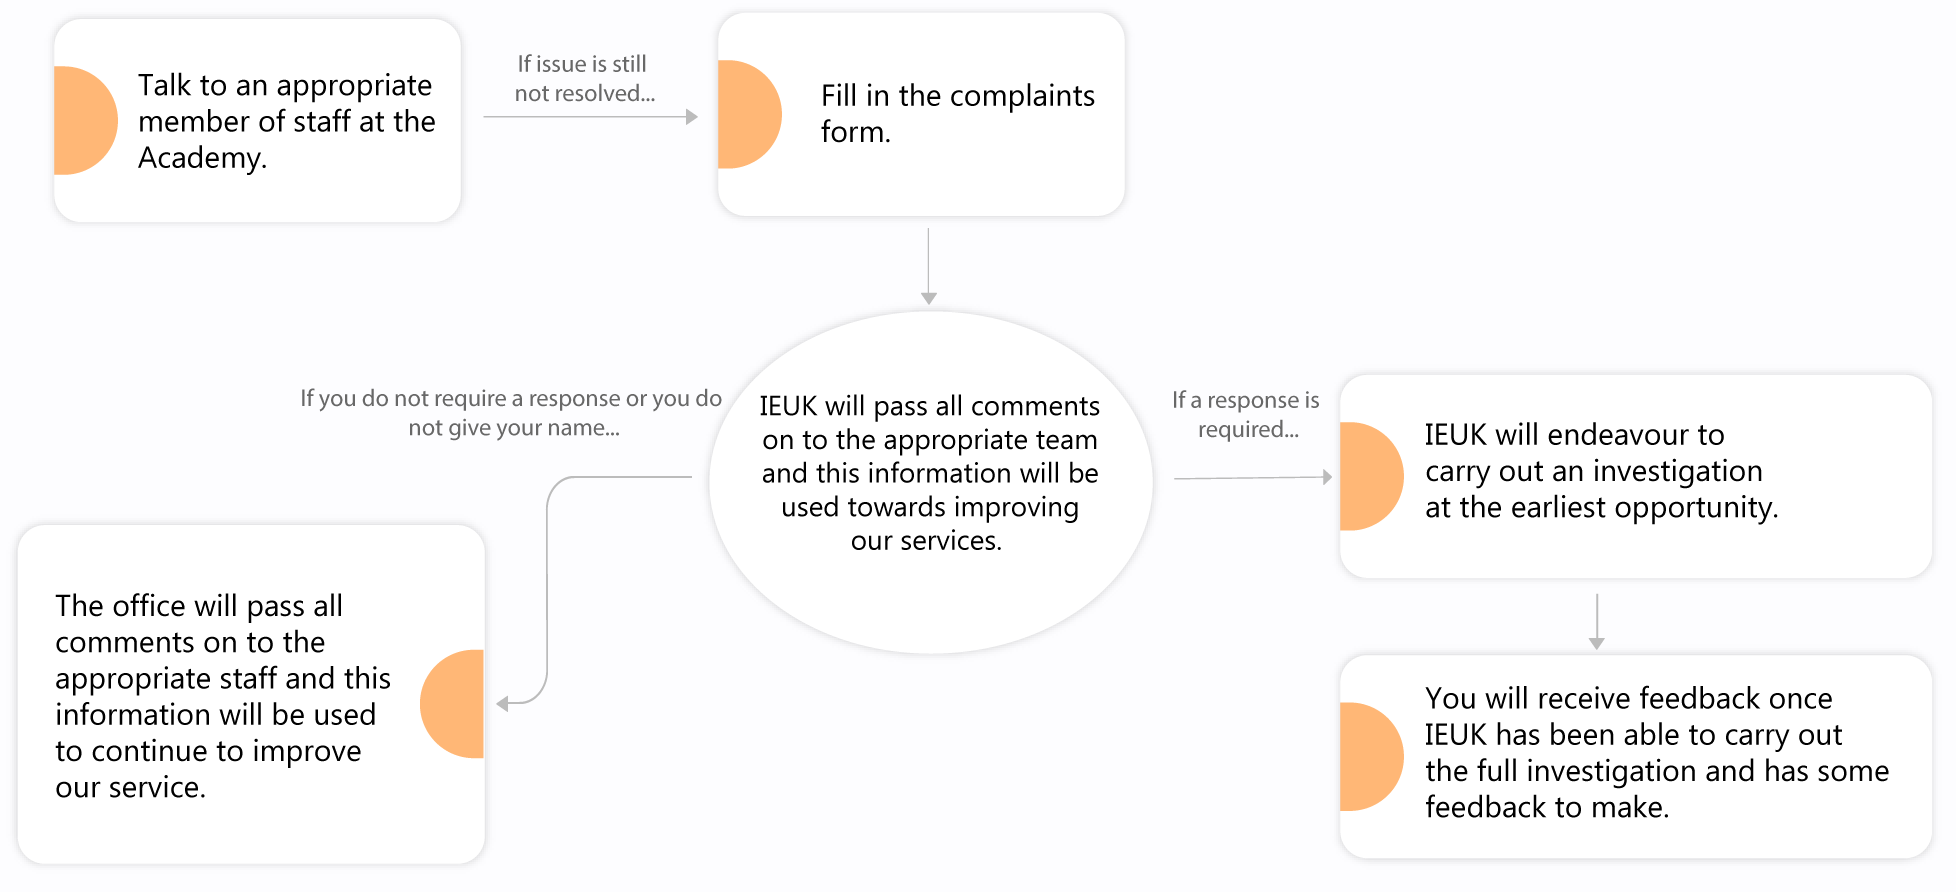 Talk to an appropriate
member of staff at the
Academy.
If issue is still
not resolved...
Fill in the complaints
form.
If you do not require a response or you do
not give your name...
IEUK will pass all comments
on to the appropriate team
and this information will be
used towards improving
our services.
If a response is
required...
IEUK will endeavour to
carry out an investigation
at the earliest opportunity.
The office will pass all
comments on to the
appropriate staff and this
information will be used
to continue to improve
our service.
You will receive feedback once
IEUK has been able to carry out
the full investigation and has some
feedback to make.